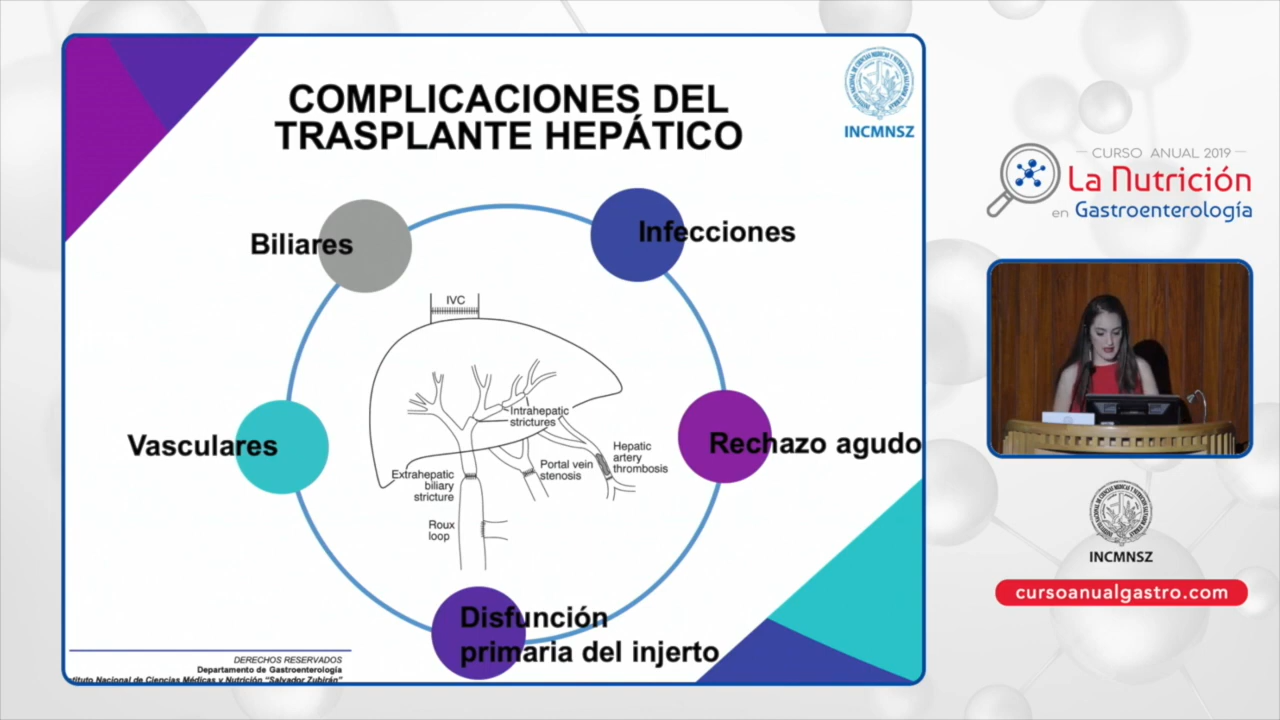 COMPLICACIONES DEL
TRASPLANTE HEPÁTICO
INCMNSZ
Biliares
Infecciones
IVC
Intrahepatic
strictures
Vasculares
Rechazo agudo
Hepatic
artery
thrombosis
Portal vein
stenosis
Extrahepatic
biliary
stricture
Roux
loop
Disfunción
primaria del injerto
DERECHOS RESERVADOS
Departamento de Gastroenterología
tituto Nacional de Ciencias Médicas y Nutrición "Salvador Zubirán"
CURSO ANUAL 2019
La Nutrición
en Gastroenterología
INCMNSZ
cursoanualgastro.com